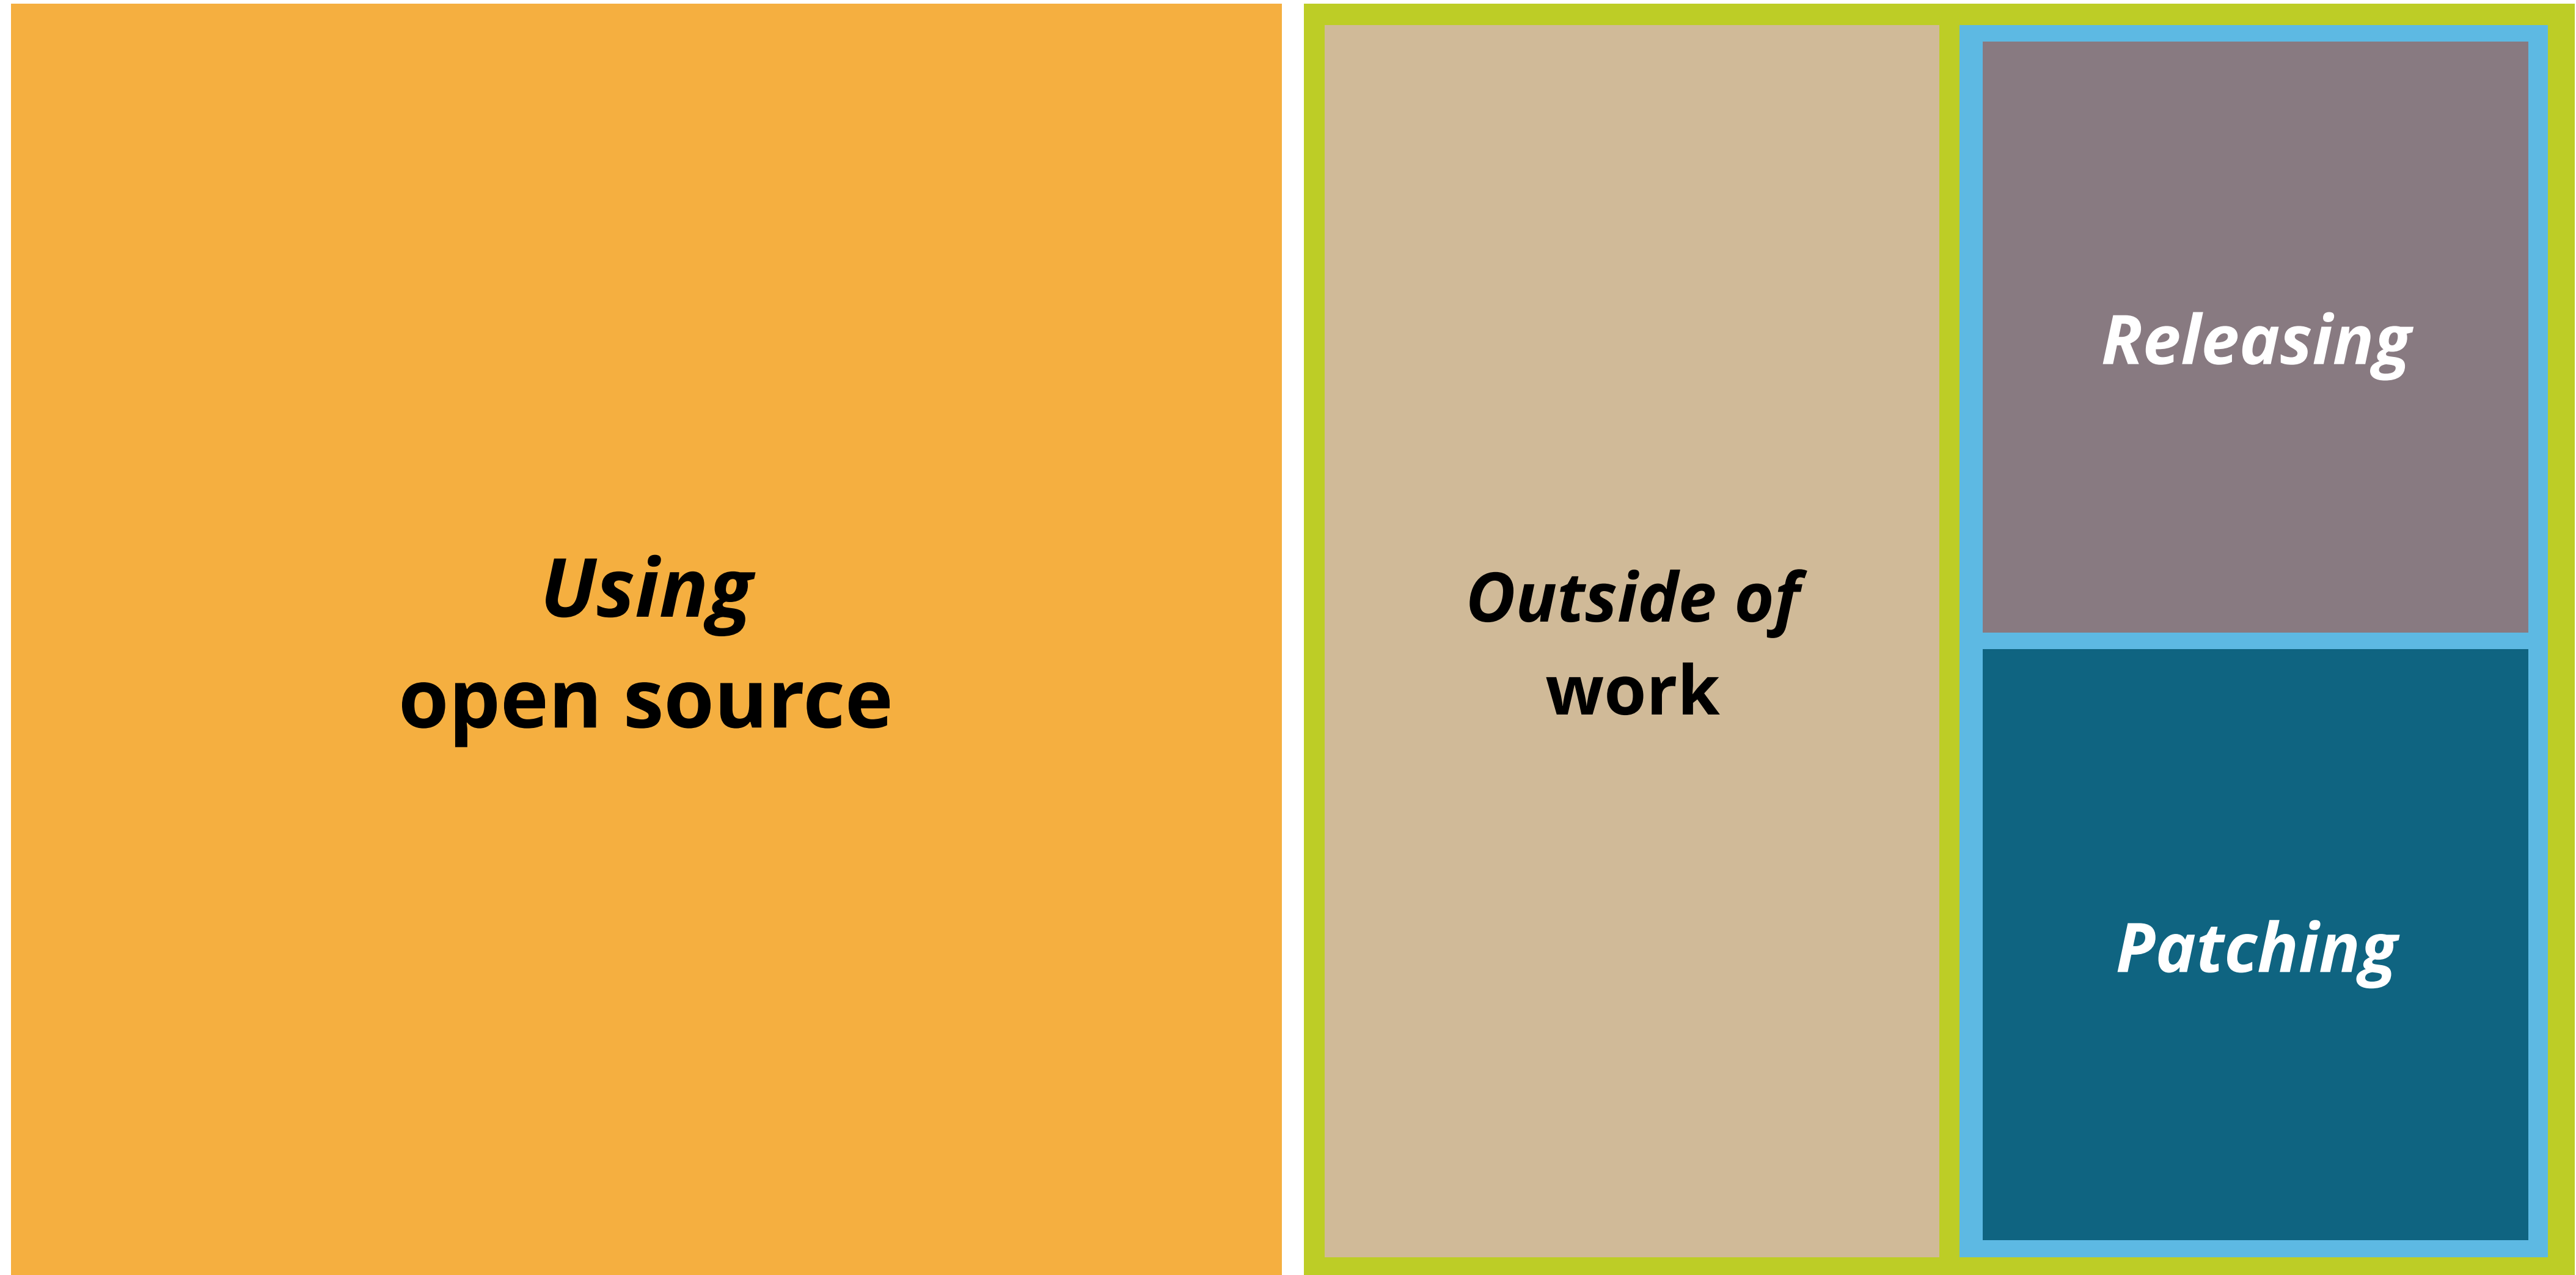 Using
open source
Outside of
work
Releasing
Patching